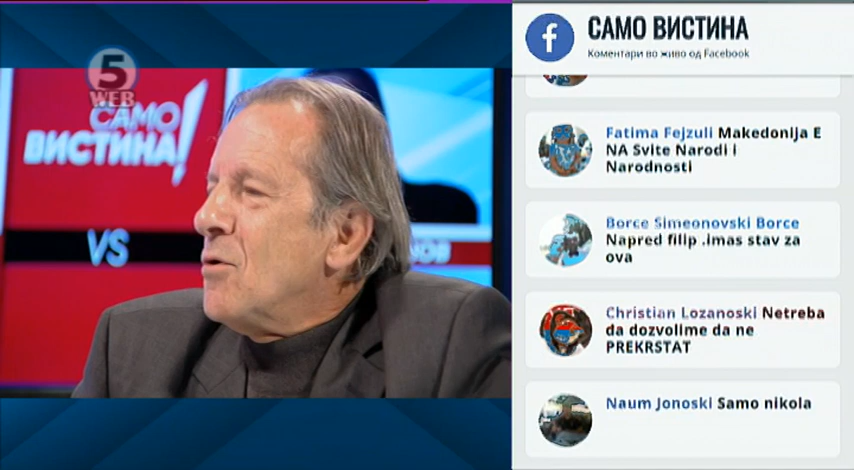 5
WEB
САМО
ВИСТИНА!
VS
НОВ
f
САМО ВИСТИНА
Коментари во живо од Facebook
Fatima Fejzuli Makedonija E
NA Svite Narodi i
Narodnosti
Borce Simeonovski Borce
Napred filip .imas stav za
ova
Christian Lozanoski Netreba
da dozvolime da ne
PREKRSTAT
Naum Jonoski Samo nikola